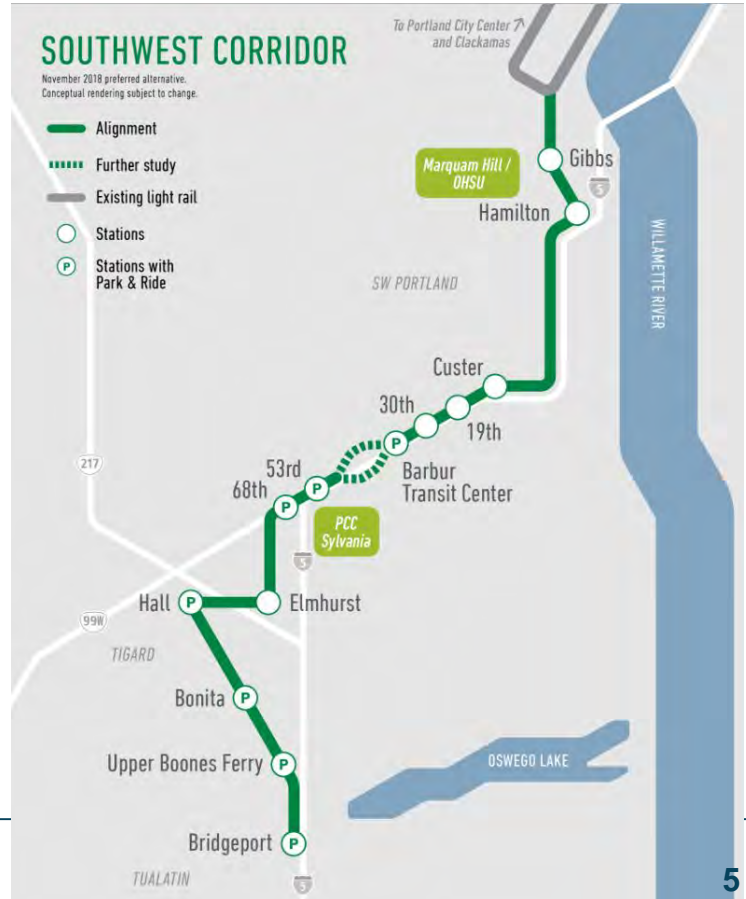 To Portland City Center
and Clackamas
SOUTHWEST CORRIDOR
November 2018 preferred alternative.
Conceptual rendering subject to change.
Alignment
Further study
Existing light rail
Stations
P
Stations with
Park & Ride
Marquam Hill /
OHSU
Gibbs
5
Hamilton
WILLAMETTE RIVER
SW PORTLAND
Custer
30th
19th
P
Barbur
Transit Center
217
53rd
P
68th
P
PCC
Sylvania
5
Hall
P
Elmhurst
99W
TIGARD
Bonita
P
Upper Boones Ferry
P
OSWEGO LAKE
Bridgeport
P
TUALATIN
5
5